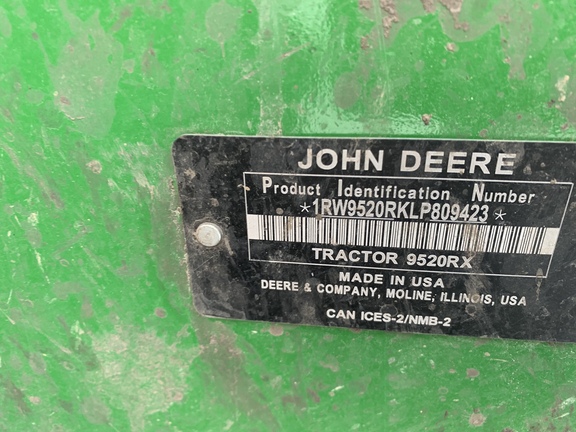 JOHN DEERE
Product Identification Number
*1RW9520RKLP809423*
TRACTOR 9520RX
MADE IN USA
DEERE & COMPANY, MOLINE, ILLINOIS, USA
CAN ICES-2/NMB-2